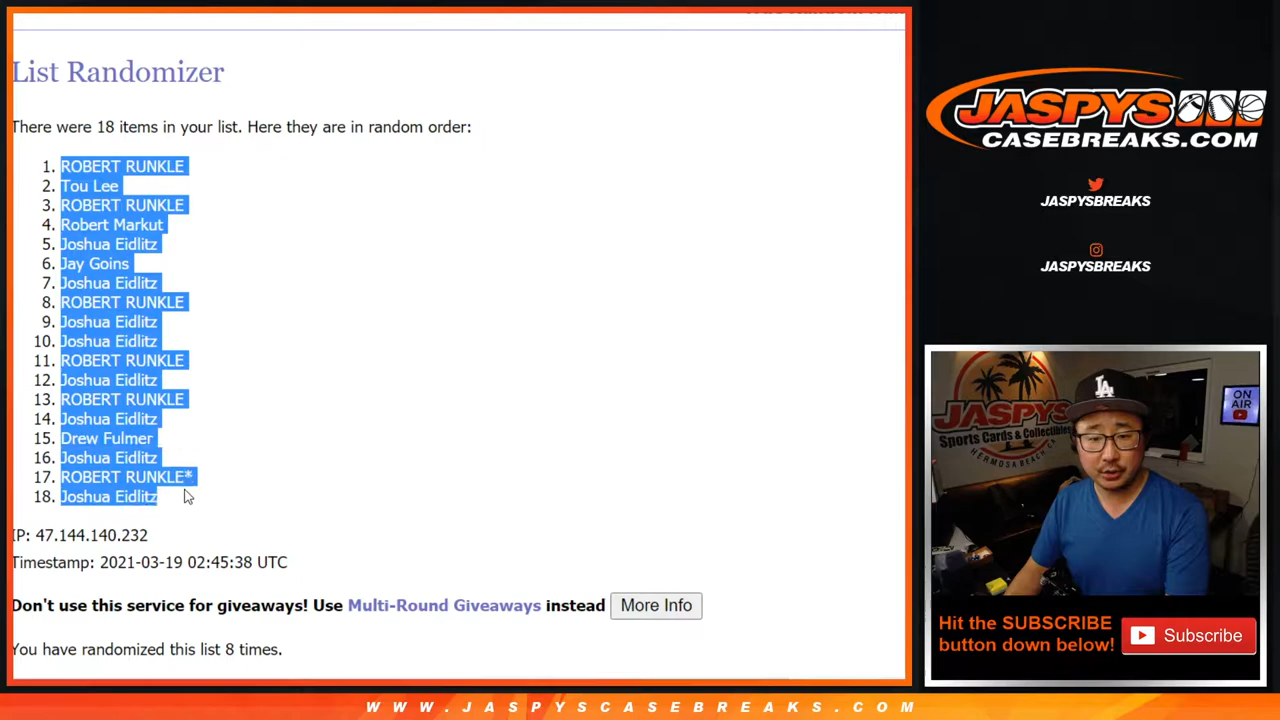 List Randomizer
There were 18 items in your list. Here they are in random order:
1. ROBERT RUNKLE
2. Tou Lee
3. ROBERT RUNKLE
4. Robert Markut
5. Joshua Eidlitz
6. Jay Goins
7. Joshua Eidlitz
8. ROBERT RUNKLE
9. Joshua Eidlitz
10. Joshua Eidlitz
11. ROBERT RUNKLE
12. Joshua Eidlitz
13. ROBERT RUNKLE
14. Joshua Eidlitz
15. Drew Fulmer
16. Joshua Eidlitz
17. ROBERT RUNKLE*
18. Joshua Eidlitz
IP: 47.144.140.232
Timestamp: 2021-03-19 02:45:38 UTC
Don't use this service for giveaways! Use Multi-Round Giveaways instead More Info
You have randomized this list 8 times.
JASPYS
CASEBREAKS.COM
JASPYSBREAKS
JASPYSBREAKS
JASPYS
Sports Cards & Collectibles
HERMOSA BEACH, CA
LA
ON
AIR
Hit the SUBSCRIBE
button down below!
Subscribe
WWW.JASPYSCASEBREAKS.COM